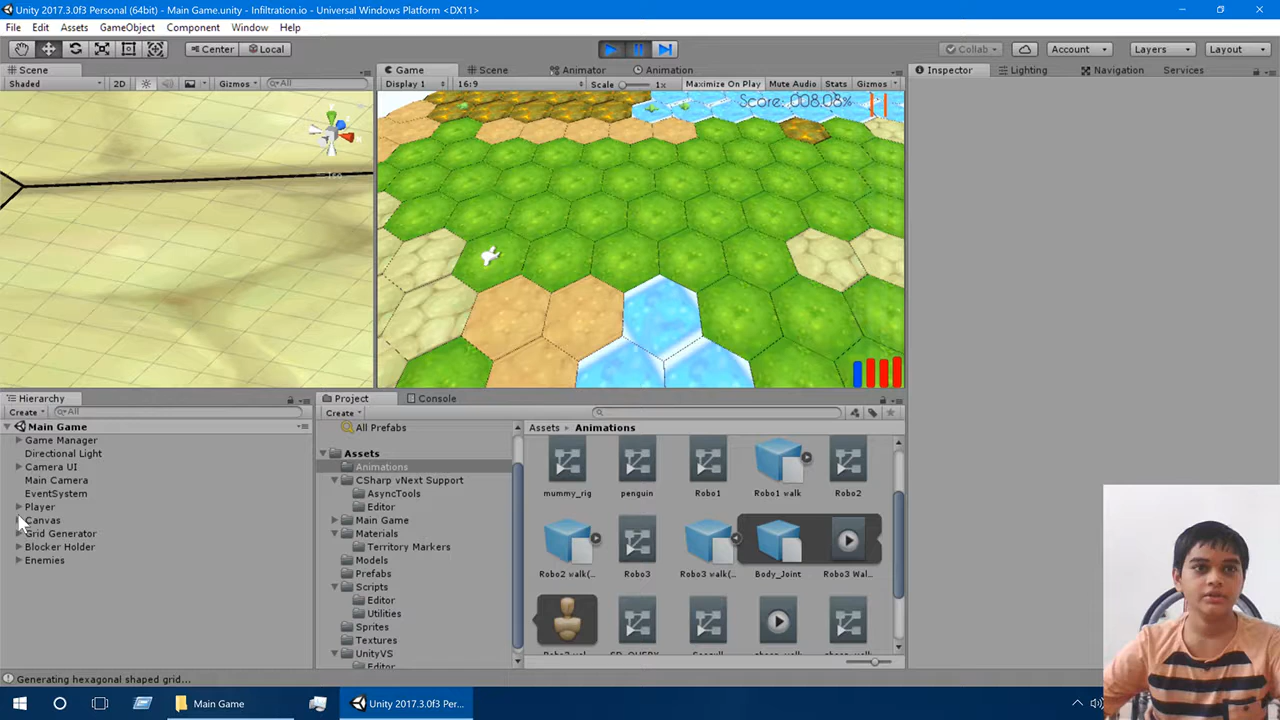 Unity 2017.3.0f3 Personal (64bit) - Main Game.unity - Infiltration.io - Universal Windows Platform <DX11>
File Edit Assets GameObject Component Window Help
Center Local Collab Account Layers Layout
Scene Game Scene Animator Animation Inspector Lighting Navigation Services
Shaded 2D Gizmos All Display 1 16:9 Scale 1x Maximize On Play Mute Audio Stats Gizmos
Score: 008.08%
Hierarchy Project Console
Create All Create
Main Game
Game Manager
Directional Light
Camera UI
Main Camera
EventSystem
Player
Canvas
Grid Generator
Blocker Holder
Enemies
All Prefabs
Assets
Animations
CSharp vNext Support
AsyncTools
Editor
Main Game
Materials
Territory Markers
Models
Prefabs
Scripts
Editor
Utilities
Sprites
Textures
UnityVS
Editor
Assets Animations
mummy_rig penguin Robo1 Robo1 walk Robo2
Robo2 walk(... Robo3 Robo3 walk(... Body_Joint Robo3 Wal...
Generating hexagonal shaped grid...
Main Game Unity 2017.3.0f3 Per...